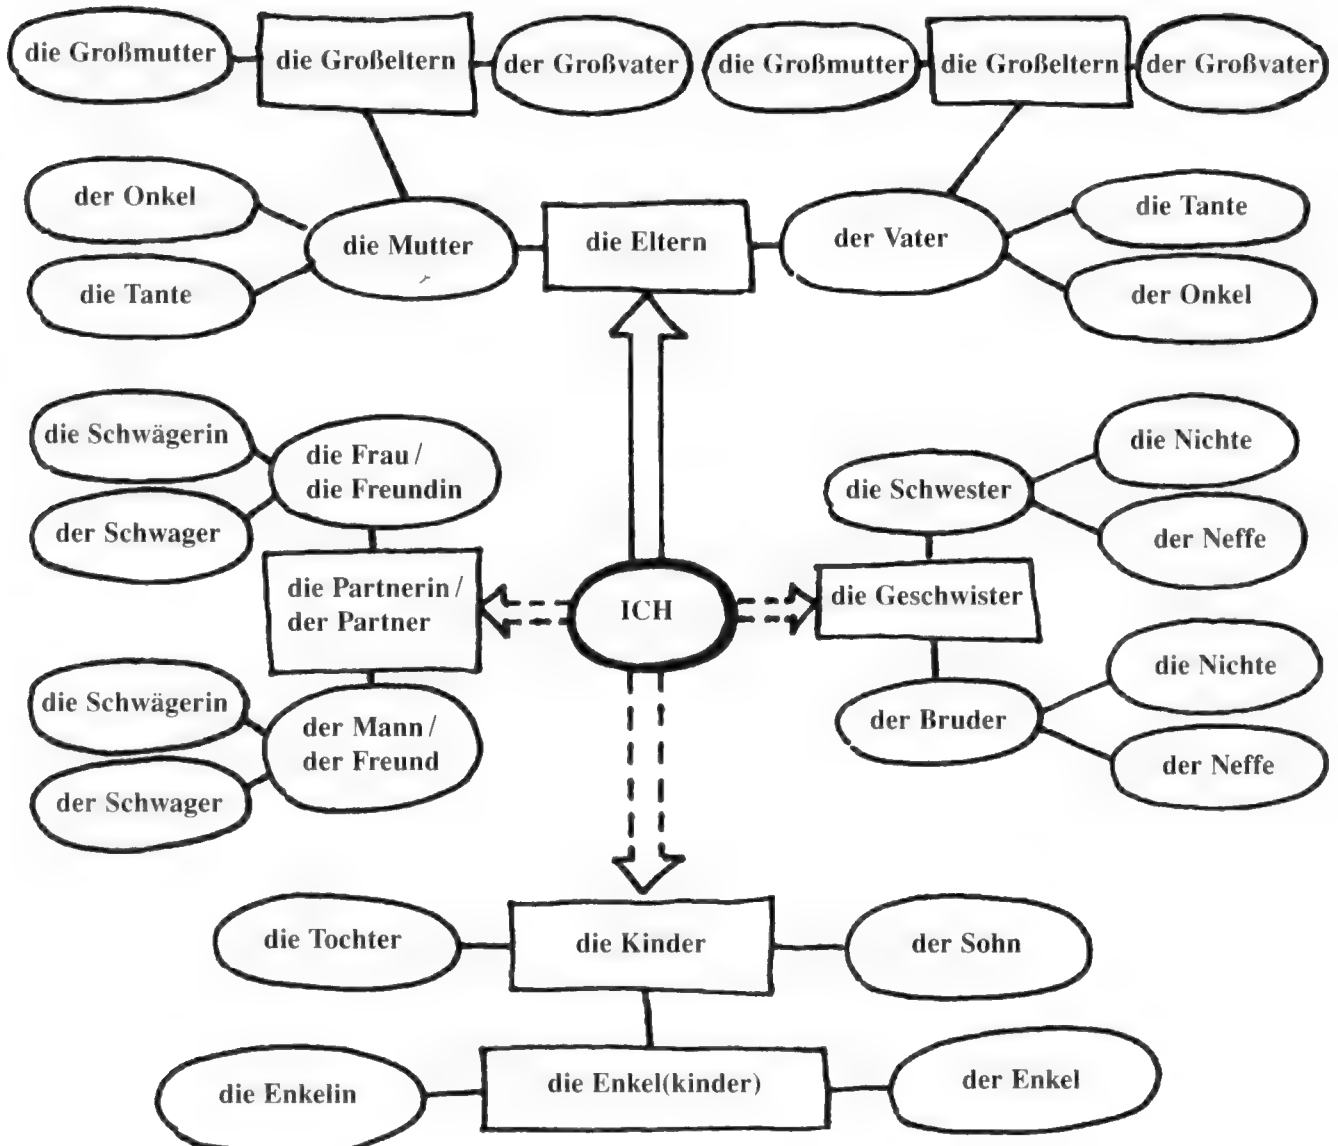 die Großmutter
die Großeltern
der Großvater
die Großmutter
die Großeltern
der Großvater
der Onkel
die Tante
die Mutter
die Eltern
der Vater
die Tante
der Onkel
die Schwägerin
der Schwager
die Frau /
die Freundin
die Partnerin /
der Partner
die Schwägerin
der Schwager
der Mann /
der Freund
ICH
die Schwester
die Nichte
der Neffe
die Geschwister
der Bruder
die Nichte
der Neffe
die Tochter
die Kinder
der Sohn
die Enkelin
die Enkel(kinder)
der Enkel